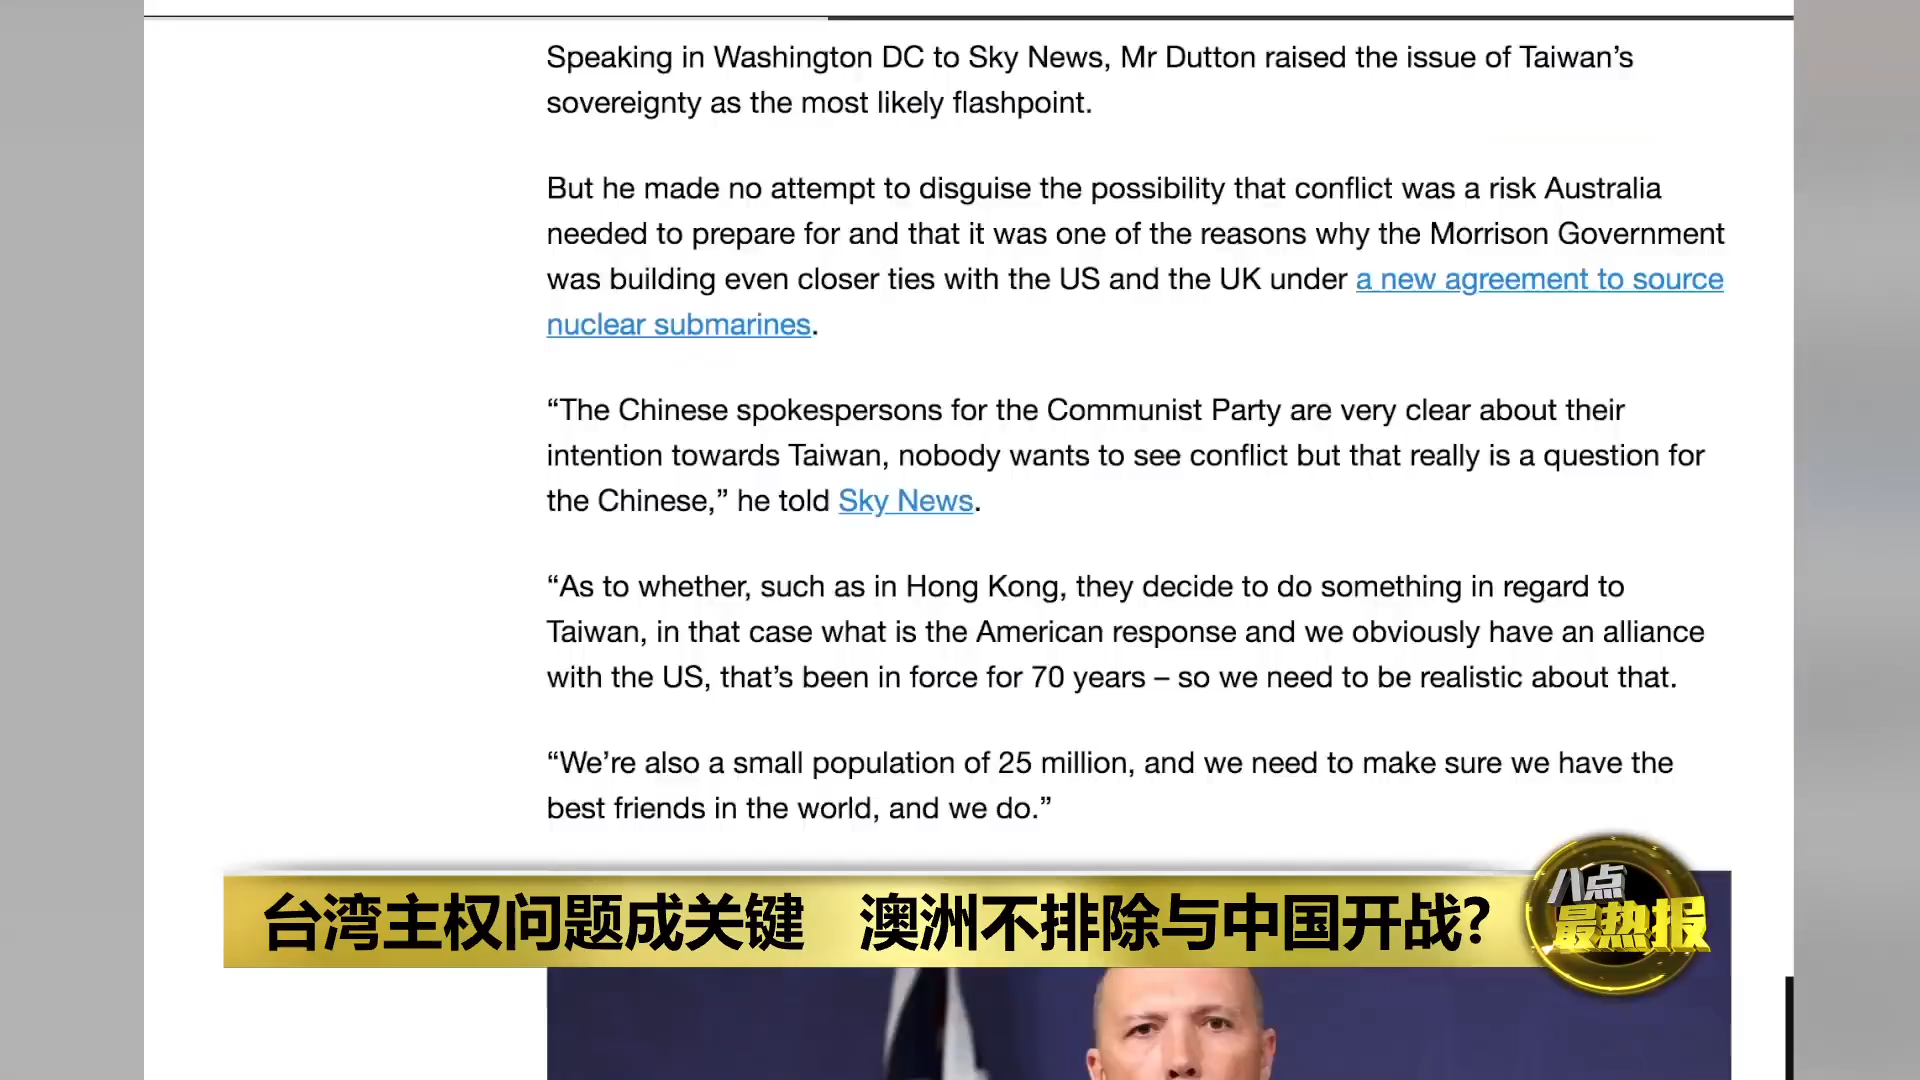 Speaking in Washington DC to Sky News, Mr Dutton raised the issue of Taiwan’s
sovereignty as the most likely flashpoint.
But he made no attempt to disguise the possibility that conflict was a risk Australia
needed to prepare for and that it was one of the reasons why the Morrison Government
was building even closer ties with the US and the UK under a new agreement to source
nuclear submarines.
“The Chinese spokespersons for the Communist Party are very clear about their
intention towards Taiwan, nobody wants to see conflict but that really is a question for
the Chinese,” he told Sky News.
“As to whether, such as in Hong Kong, they decide to do something in regard to
Taiwan, in that case what is the American response and we obviously have an alliance
with the US, that’s been in force for 70 years – so we need to be realistic about that.
“We’re also a small population of 25 million, and we need to make sure we have the
best friends in the world, and we do.”
台湾主权问题成关键 澳洲不排除与中国开战?
八点
最热报